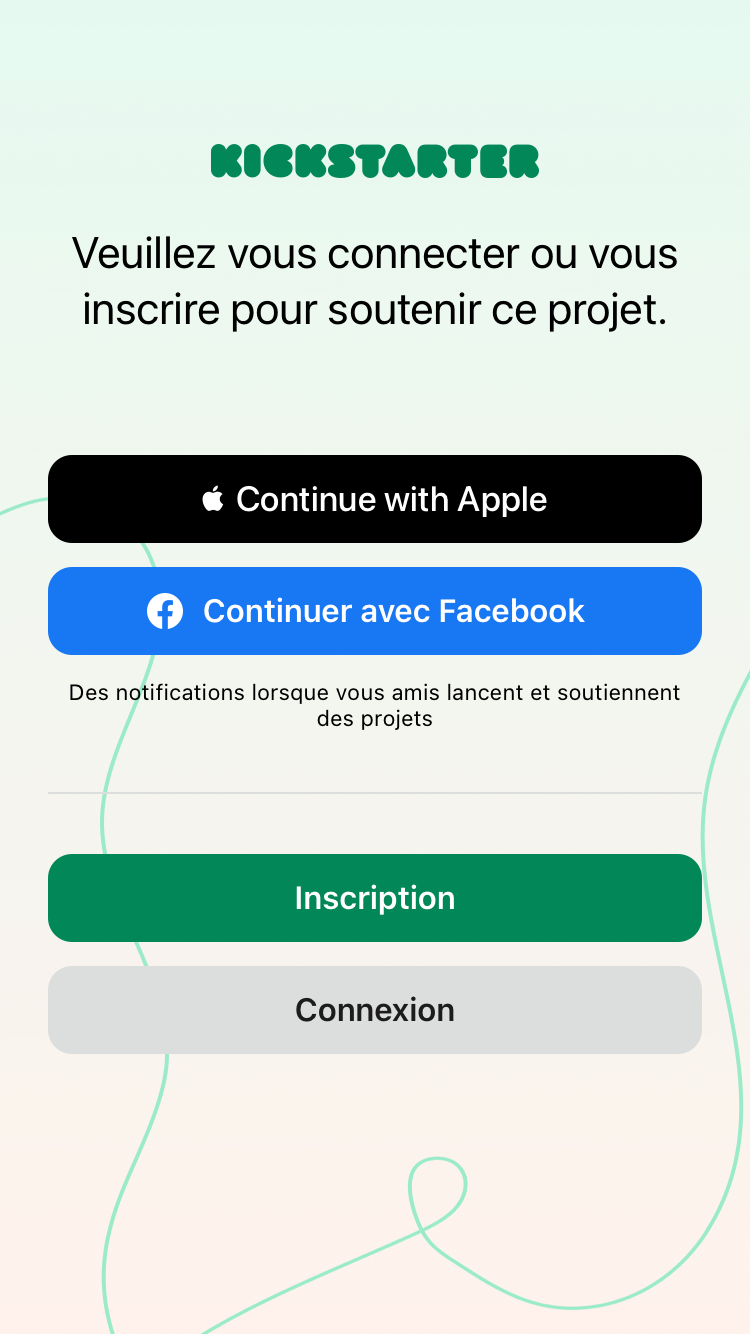 KICKSTARTER
Veuillez vous connecter ou vous
inscrire pour soutenir ce projet.
Continue with Apple
Continuer avec Facebook
Des notifications lorsque vous amis lancent et soutiennent
des projets
Inscription
Connexion